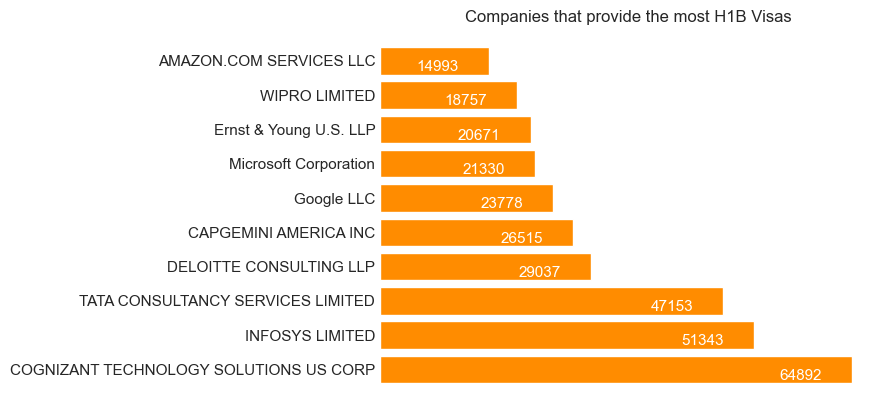 Companies that provide the most H1B Visas
AMAZON.COM SERVICES LLC 14993
WIPRO LIMITED 18757
Ernst & Young U.S. LLP 20671
Microsoft Corporation 21330
Google LLC 23778
CAPGEMINI AMERICA INC 26515
DELOITTE CONSULTING LLP 29037
TATA CONSULTANCY SERVICES LIMITED 47153
INFOSYS LIMITED 51343
COGNIZANT TECHNOLOGY SOLUTIONS US CORP 64892